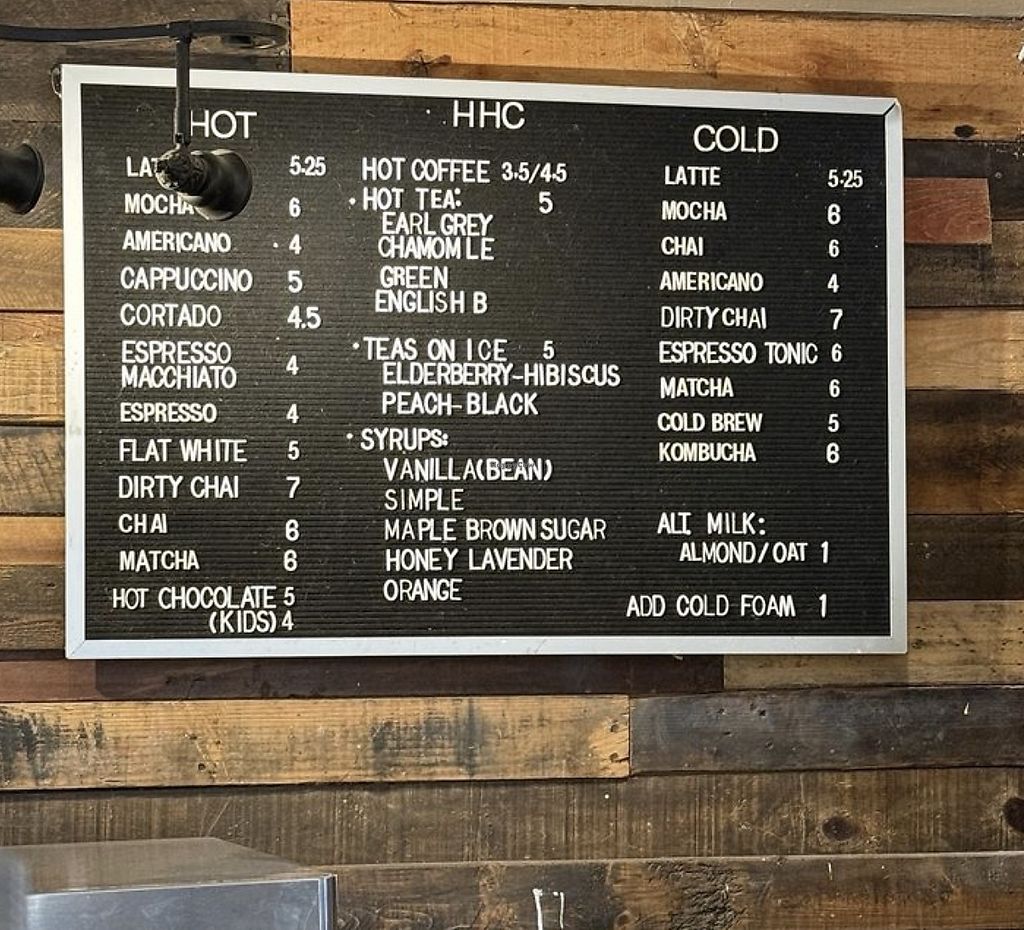 HHC
HOT
LAT 5.25
MOCHA 6
AMERICANO 4
CAPPUCCINO 5
CORTADO 4.5
ESPRESSO
MACCHIATO 4
ESPRESSO 4
FLAT WHITE 5
DIRTY CHAI 7
CHAI 6
MATCHA 6
HOT CHOCOLATE 5
(KIDS) 4
HOT COFFEE 3.5/4.5
• HOT TEA: 5
EARL GREY
CHAMOM LE
GREEN
ENGLISH B
• TEAS ON ICE 5
ELDERBERRY-HIBISCUS
PEACH-BLACK
• SYRUPS:
VANILLA(BEAN)
SIMPLE
MAPLE BROWN SUGAR
HONEY LAVENDER
ORANGE
COLD
LATTE 5.25
MOCHA 6
CHAI 6
AMERICANO 4
DIRTY CHAI 7
ESPRESSO TONIC 6
MATCHA 6
COLD BREW 5
KOMBUCHA 6
ALT MILK:
ALMOND/OAT 1
ADD COLD FOAM 1